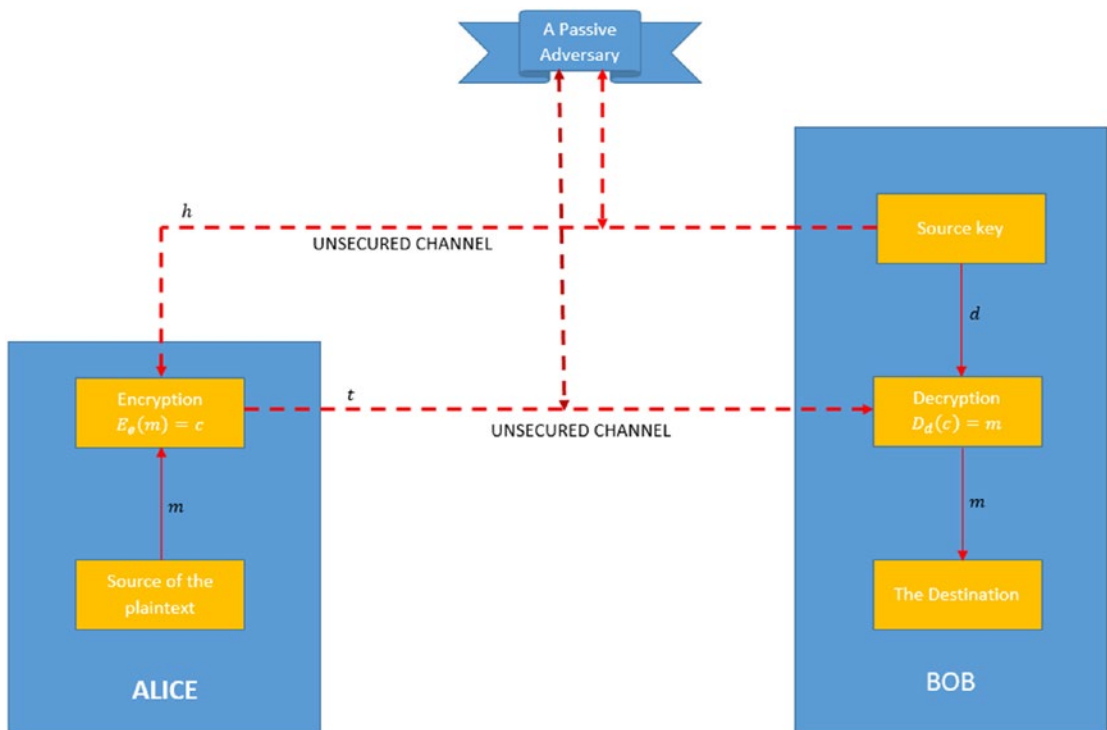 A Passive
Adversary
h
UNSECURED CHANNEL
Source key
d
Encryption
E_e(m) = c
t
UNSECURED CHANNEL
Decryption
D_d(c) = m
m
m
Source of the
plaintext
The Destination
ALICE
BOB